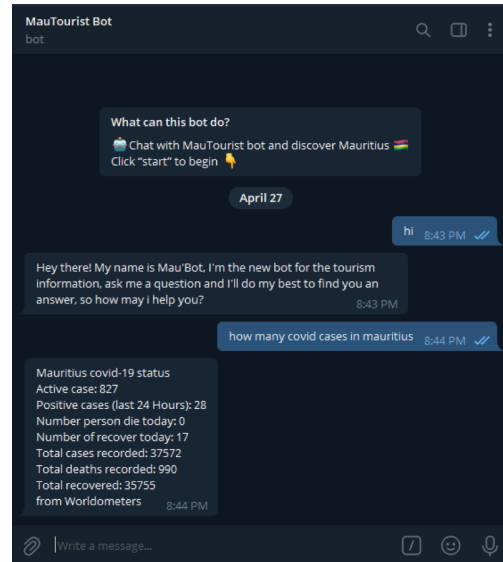 MauTourist Bot
bot
What can this bot do?
🤖Chat with MauTourist bot and discover Mauritius 🇲🇺
Click “start” to begin 👇
April 27
hi 8:43 PM
Hey there! My name is Mau'Bot, I'm the new bot for the tourism
information, ask me a question and I'll do my best to find you an
answer, so how may i help you? 8:43 PM
how many covid cases in mauritius 8:44 PM
Mauritius covid-19 status
Active case: 827
Positive cases (last 24 Hours): 28
Number person die today: 0
Number of recover today: 17
Total cases recorded: 37572
Total deaths recorded: 990
Total recovered: 35755
from Worldometers 8:44 PM
Write a message...